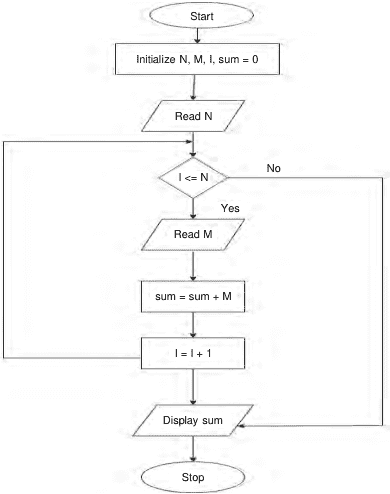 Start
Initialize N, M, I, sum = 0
Read N
I <= N
No
Yes
Read M
sum = sum + M
I = I + 1
Display sum
Stop